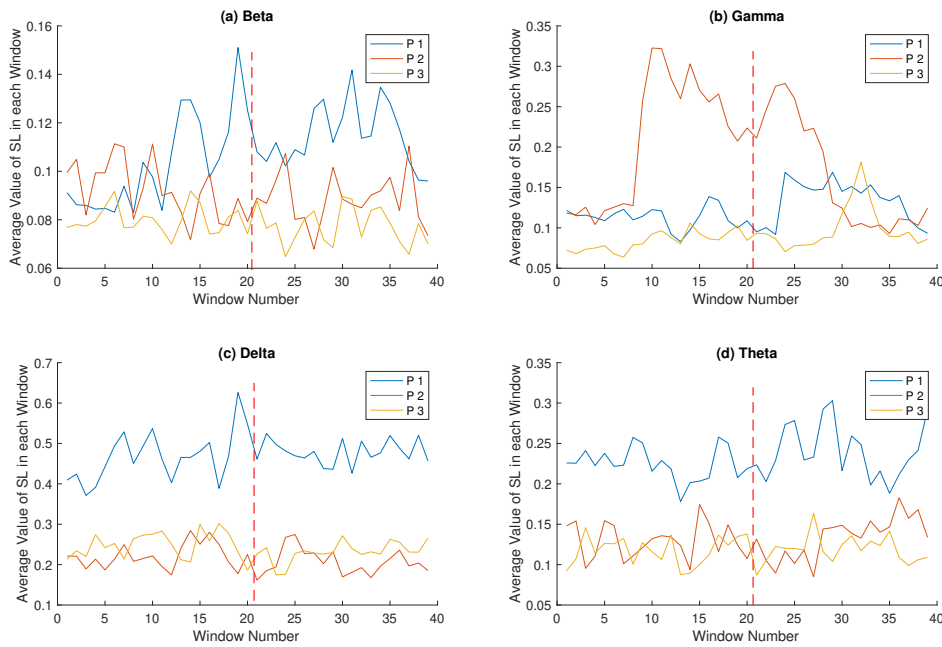 (a) Beta
Average Value of SL in each Window
0.16
0.14
0.12
0.1
0.08
0.06
0 5 10 15 20 25 30 35 40
Window Number
P 1
P 2
P 3
(b) Gamma
Average Value of SL in each Window
0.35
0.3
0.25
0.2
0.15
0.1
0.05
0 5 10 15 20 25 30 35 40
Window Number
P 1
P 2
P 3
(c) Delta
Average Value of SL in each Window
0.7
0.6
0.5
0.4
0.3
0.2
0.1
0 5 10 15 20 25 30 35 40
Window Number
P 1
P 2
P 3
(d) Theta
Average Value of SL in each Window
0.35
0.3
0.25
0.2
0.15
0.1
0.05
0 5 10 15 20 25 30 35 40
Window Number
P 1
P 2
P 3